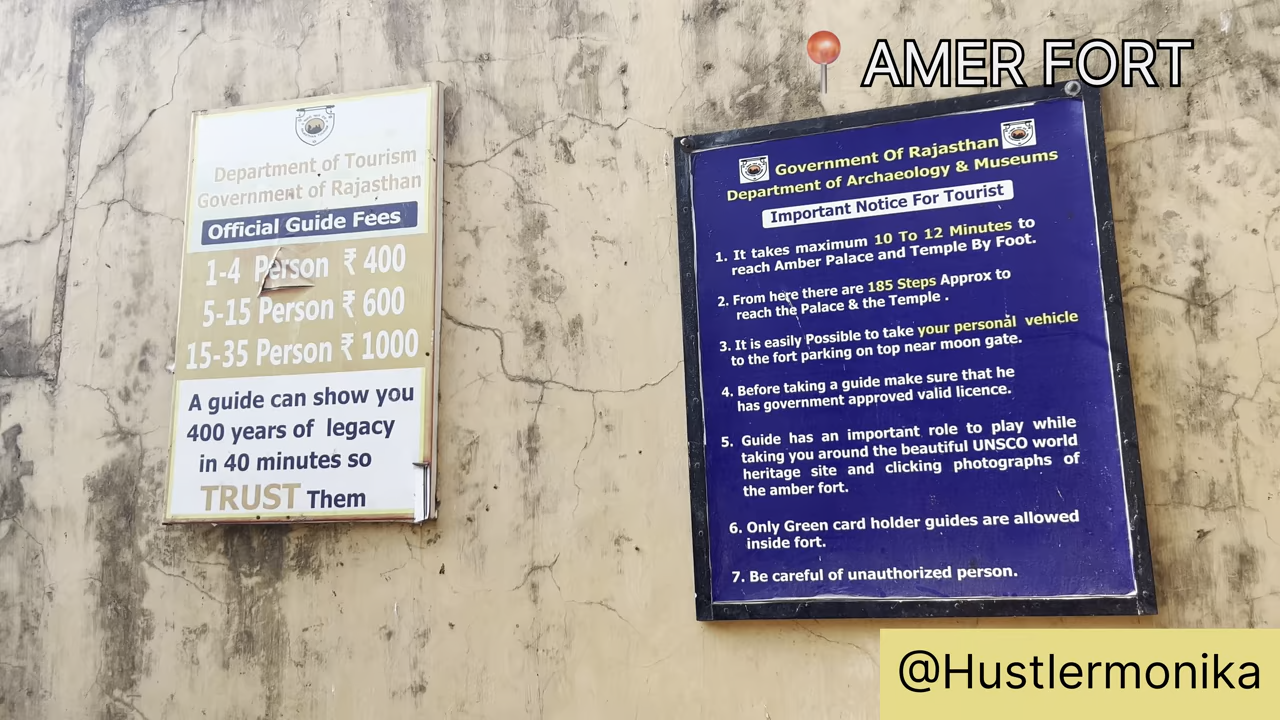 AMER FORT
Department of Tourism
Government of Rajasthan
Official Guide Fees
1-4 Person ₹ 400
5-15 Person ₹ 600
15-35 Person ₹ 1000
A guide can show you
400 years of legacy
in 40 minutes so
TRUST Them
Government Of Rajasthan
Department of Archaeology & Museums
Important Notice For Tourist
1. It takes maximum 10 To 12 Minutes to
reach Amber Palace and Temple By Foot.
2. From here there are 185 Steps Approx to
reach the Palace & the Temple .
3. It is easily Possible to take your personal vehicle
to the fort parking on top near moon gate.
4. Before taking a guide make sure that he
has government approved valid licence.
5. Guide has an important role to play while
taking you around the beautiful UNSCO world
heritage site and clicking photographs of
the amber fort.
6. Only Green card holder guides are allowed
inside fort.
7. Be careful of unauthorized person.
@Hustlermonika